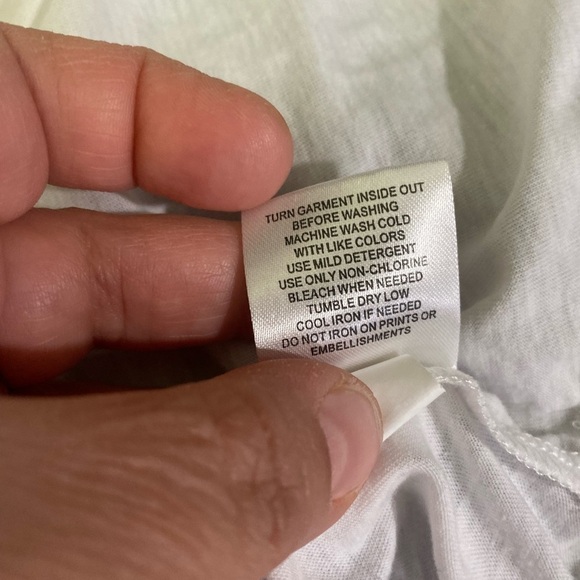 TURN GARMENT INSIDE OUT
BEFORE WASHING
MACHINE WASH COLD
WITH LIKE COLORS
USE MILD DETERGENT
USE ONLY NON-CHLORINE
BLEACH WHEN NEEDED
TUMBLE DRY LOW
COOL IRON IF NEEDED
DO NOT IRON ON PRINTS OR
EMBELLISHMENTS